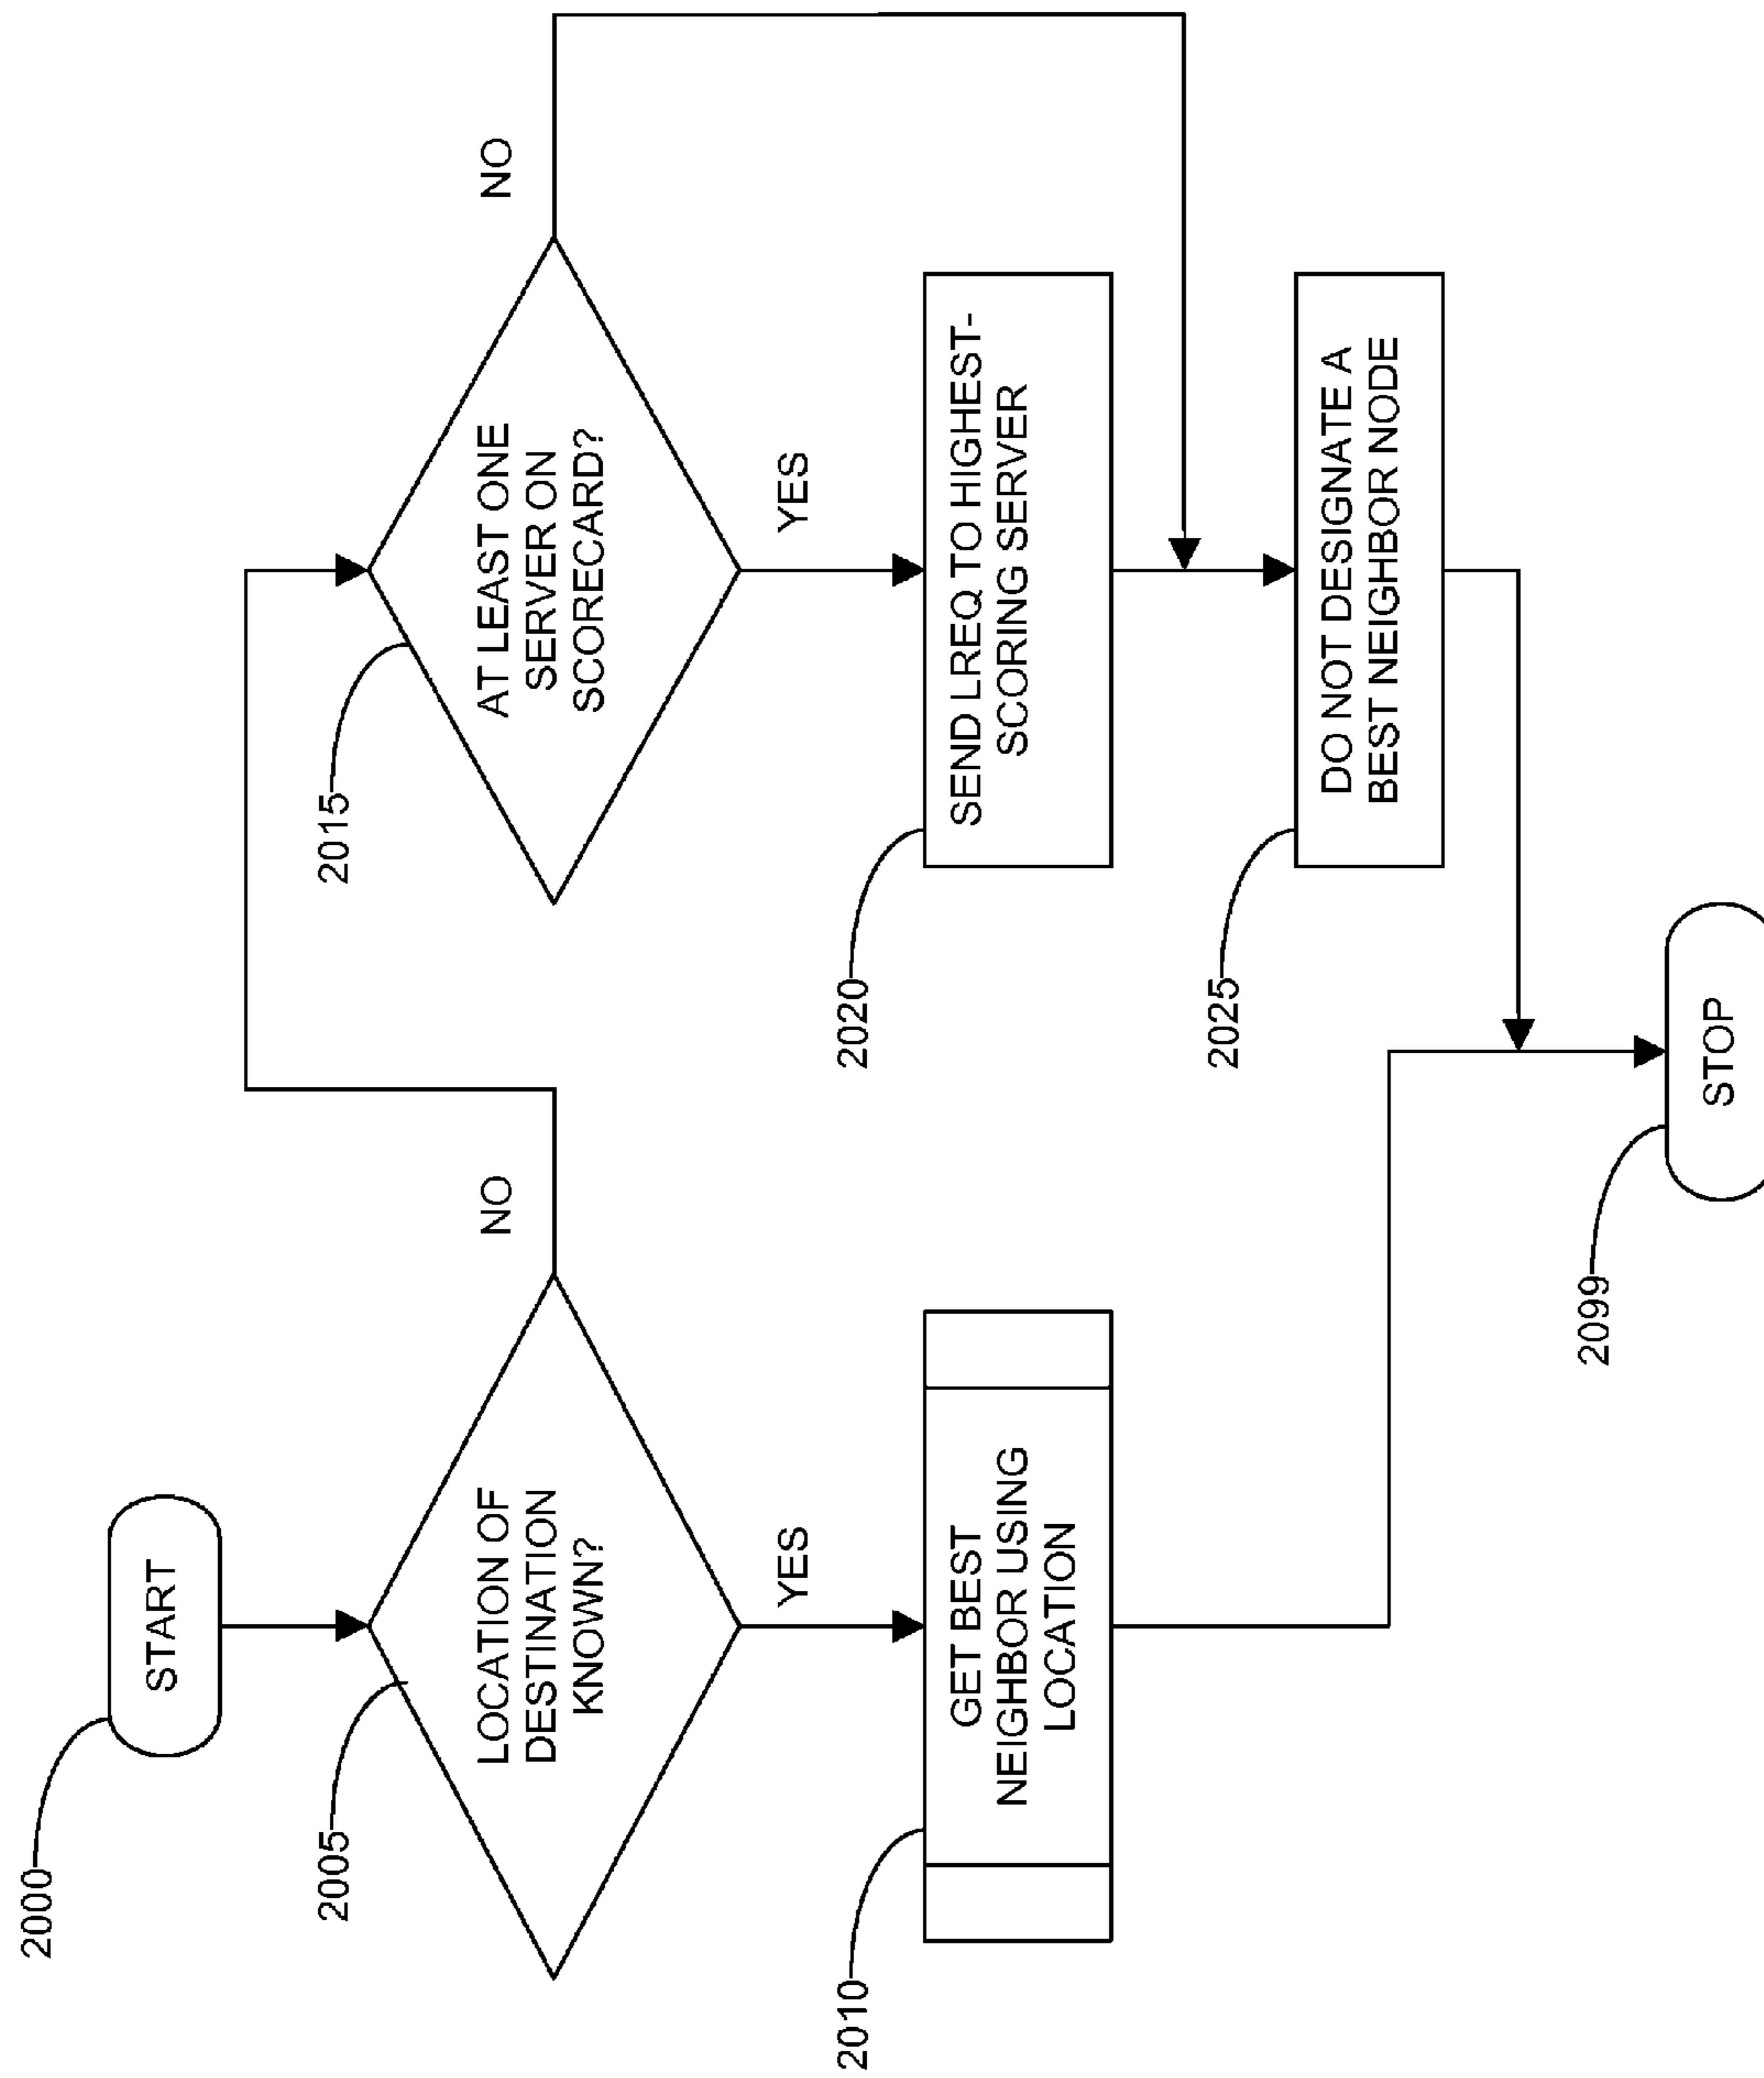 2000
START
2005
LOCATION OF
DESTINATION
KNOWN?
NO
YES
2010
GET BEST
NEIGHBOR USING
LOCATION
2015
AT LEAST ONE
SERVER ON
SCORECARD?
NO
YES
2020
SEND LREQ TO HIGHEST-
SCORING SERVER
2025
DO NOT DESIGNATE A
BEST NEIGHBOR NODE
2099
STOP